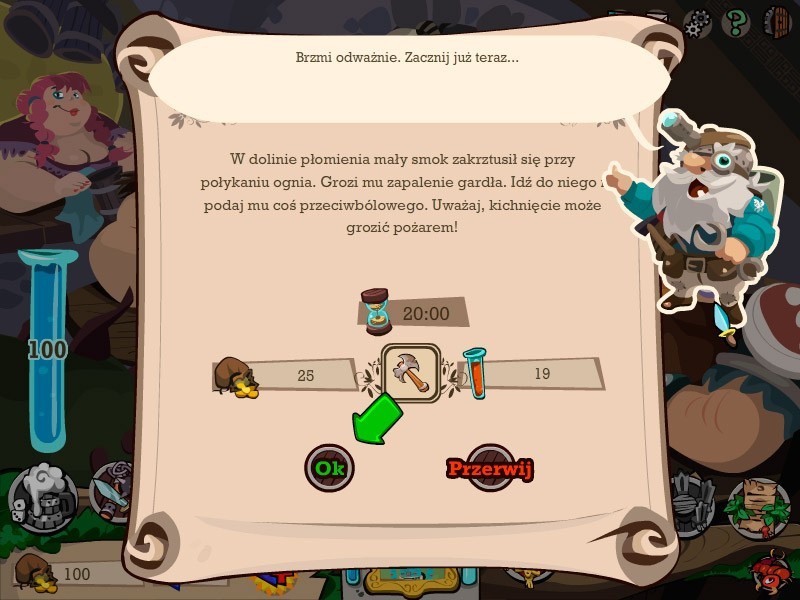 Brzmi odważnie. Zacznij już teraz...
W dolinie płomienia mały smok zakrztusił się przy
połykaniu ognia. Grozi mu zapalenie gardła. Idź do niego i
podaj mu coś przeciwbólowego. Uważaj, kichnięcie może
grozić pożarem!
20:00
100
25
19
Ok
Przerwij
100